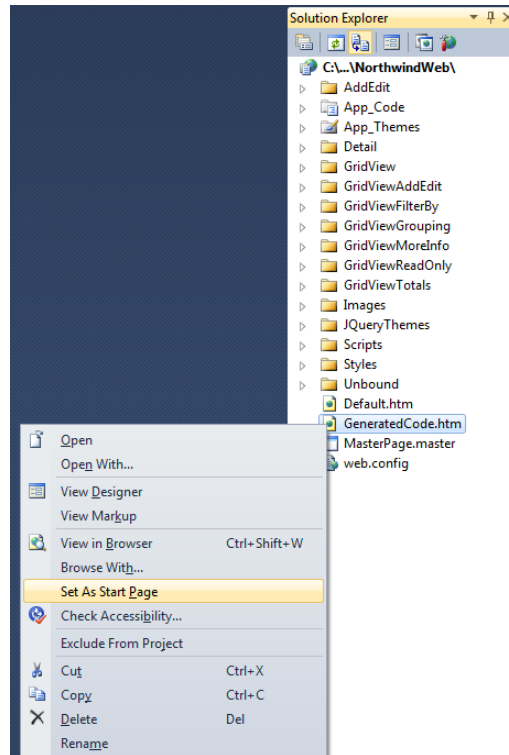 Solution Explorer
C:\...\NorthwindWeb\
AddEdit
App_Code
App_Themes
Detail
GridView
GridViewAddEdit
GridViewFilterBy
GridViewGrouping
GridViewMoreInfo
GridViewReadOnly
GridViewTotals
Images
JQueryThemes
Scripts
Styles
Unbound
Default.htm
GeneratedCode.htm
MasterPage.master
web.config
Open
Open With...
View Designer
View Markup
View in Browser Ctrl+Shift+W
Browse With...
Set As Start Page
Check Accessibility...
Exclude From Project
Cut Ctrl+X
Copy Ctrl+C
Delete Del
Rename